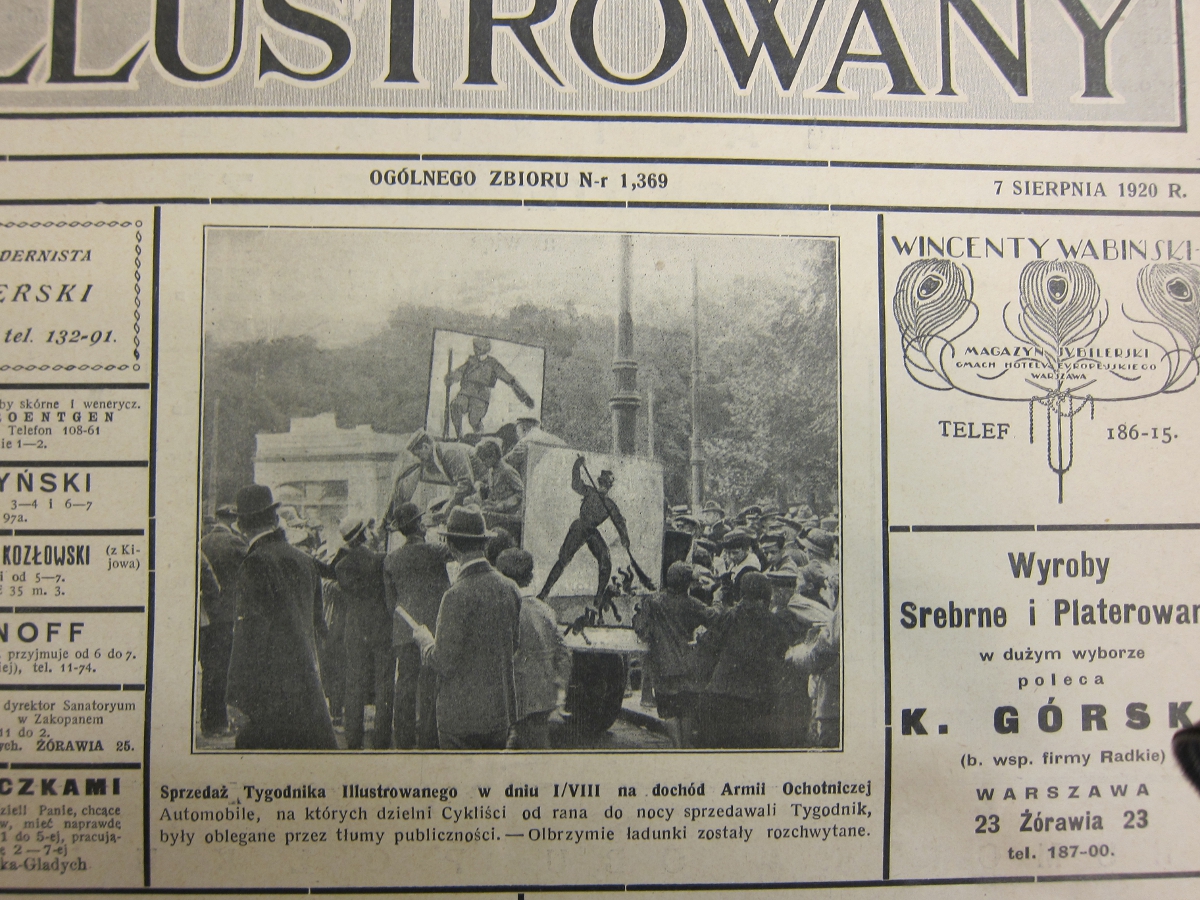 ILLUSTROWANY
OGÓLNEGO ZBIORU N-r 1,369
7 SIERPNIA 1920 R.
DERNISTA
ERSKI
tel. 132-91.
by skórne i wenerycz.
ROENTGEN
Telefon 108-61
ie 1—2.
YŃSKI
3—4 i 6—7
97a.
KOZŁOWSKI (z Ki-
jowa)
i od 5—7.
35 m. 3.
NOFF
przyjmuje od 6 do 7.
iej), tel. 11-74.
dyrektor Sanatoryum
w Zakopanem
11 do 2.
ch. ŻÓRAWIA 25.
CZKAMI
zieli Panie, chcące
w, mieć naprawdę
1 do 5-ej, pracują-
2—7-ej
ka-Gladych
Sprzedaż Tygodnika Illustrowanego w dniu I/VIII na dochód Armii Ochotniczej
Automobile, na których dzielni Cykliści od rana do nocy sprzedawali Tygodnik,
były oblegane przez tłumy publiczności. — Olbrzymie ładunki zostały rozchwytane.
WINCENTY WABIŃSKI
MAGAZYN JUBILERSKI
GMACH HOTELU EUROPEJSKIEGO
WARSZAWA
TELEF 186-15.
Wyroby
Srebrne i Platerowan
w dużym wyborze
poleca
K. GÓRSK
(b. wsp. firmy Radkie)
WARSZAWA
23 Żórawia 23
tel. 187-00.